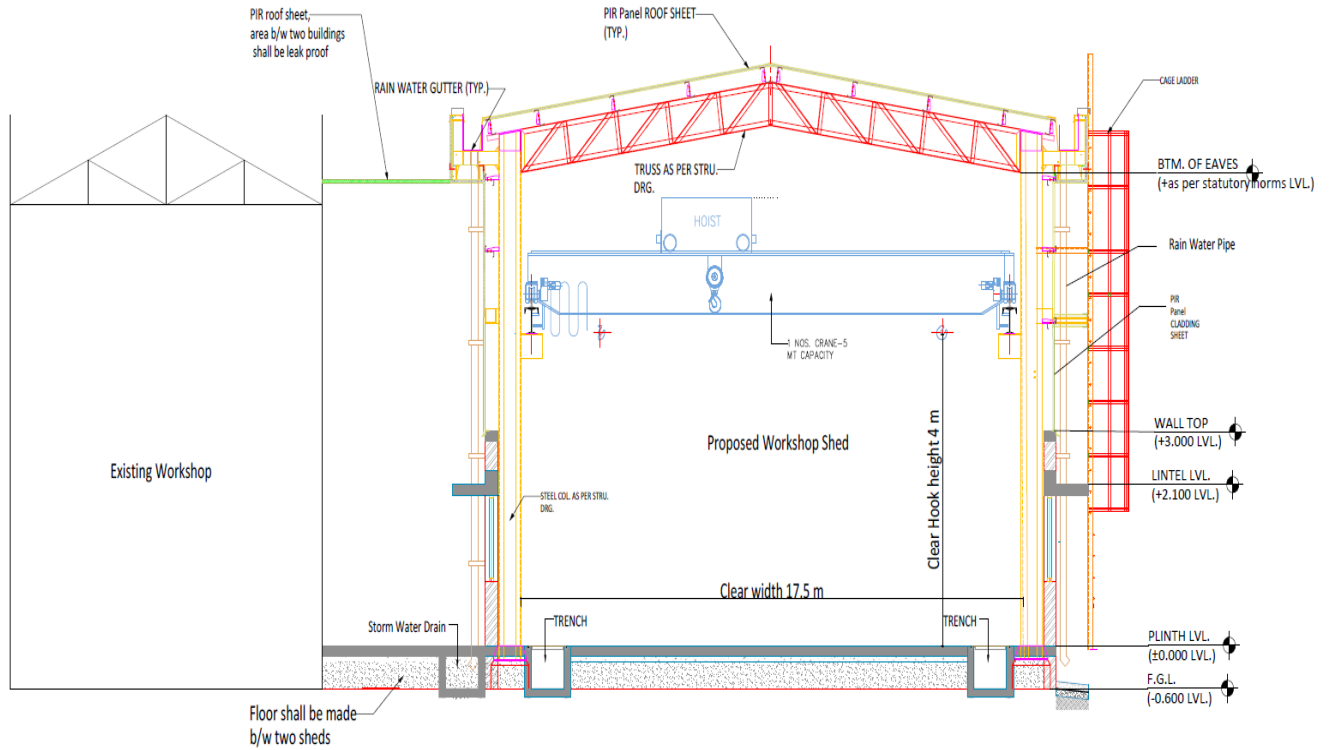 PIR roof sheet,
area b/w two buildings
shall be leak proof
PIR Panel ROOF SHEET
(TYP.)
RAIN WATER GUTTER (TYP.)
CAGE LADDER
TRUSS AS PER STRU.
DRG.
BTM. OF EAVES
(+as per statutory norms LVL.)
HOIST
Rain Water Pipe
PIR
Panel
CLADDING
SHEET
1 NOS. CRANE-5
MT CAPACITY
WALL TOP
(+3.000 LVL.)
Existing Workshop
Proposed Workshop Shed
Clear Hook height 4 m
LINTEL LVL.
(+2.100 LVL.)
STEEL COL. AS PER STRU.
DRG.
Clear width 17.5 m
Storm Water Drain
TRENCH
TRENCH
PLINTH LVL.
(±0.000 LVL.)
F.G.L.
(-0.600 LVL.)
Floor shall be made
b/w two sheds